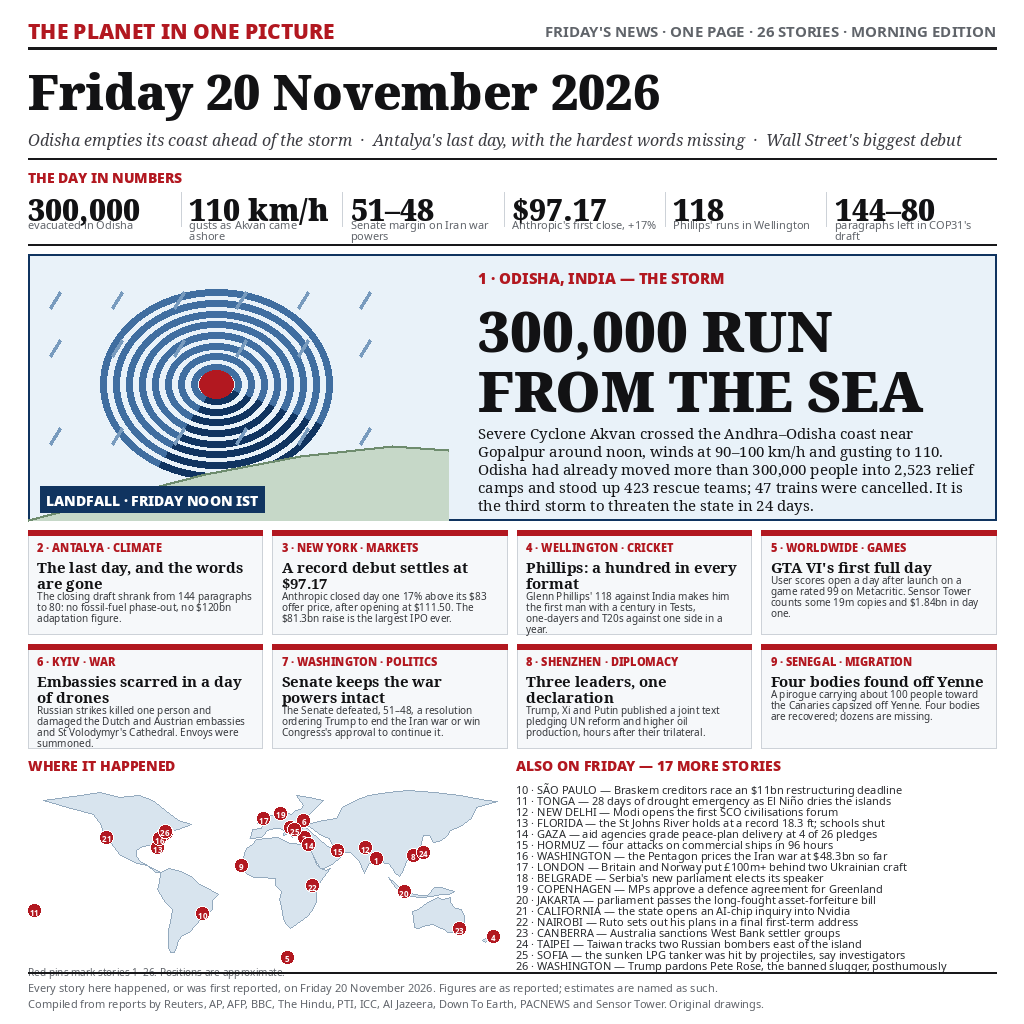 THE PLANET IN ONE PICTURE
FRIDAY'S NEWS · ONE PAGE · 26 STORIES · MORNING EDITION
Friday 20 November 2026
Odisha empties its coast ahead of the storm · Antalya's last day, with the hardest words missing · Wall Street's biggest debut
THE DAY IN NUMBERS
300,000
evacuated in Odisha
110 km/h
gusts as Akvan came
ashore
51–48
Senate margin on Iran war
powers
$97.17
Anthropic's first close, +17%
118
Phillips' runs in Wellington
144–80
paragraphs left in COP31's
draft
LANDFALL · FRIDAY NOON IST
1 · ODISHA, INDIA — THE STORM
300,000 RUN
FROM THE SEA
Severe Cyclone Akvan crossed the Andhra–Odisha coast near
Gopalpur around noon, winds at 90–100 km/h and gusting to 110.
Odisha had already moved more than 300,000 people into 2,523 relief
camps and stood up 423 rescue teams; 47 trains were cancelled. It is
the third storm to threaten the state in 24 days.
2 · ANTALYA · CLIMATE
The last day, and the words
are gone
The closing draft shrank from 144 paragraphs
to 80: no fossil-fuel phase-out, no $120bn
adaptation figure.
3 · NEW YORK · MARKETS
A record debut settles at
$97.17
Anthropic closed day one 17% above its $83
offer price, after opening at $111.50. The
$81.3bn raise is the largest IPO ever.
4 · WELLINGTON · CRICKET
Phillips: a hundred in every
format
Glenn Phillips' 118 against India makes him
the first man with a century in Tests,
one-dayers and T20s against one side in a
year.
5 · WORLDWIDE · GAMES
GTA VI's first full day
User scores open a day after launch on a
game rated 99 on Metacritic. Sensor Tower
counts some 19m copies and $1.84bn in day
one.
6 · KYIV · WAR
Embassies scarred in a day
of drones
Russian strikes killed one person and
damaged the Dutch and Austrian embassies
and St Volodymyr's Cathedral. Envoys were
summoned.
7 · WASHINGTON · POLITICS
Senate keeps the war
powers intact
The Senate defeated, 51–48, a resolution
ordering Trump to end the Iran war or win
Congress's approval to continue it.
8 · SHENZHEN · DIPLOMACY
Three leaders, one
declaration
Trump, Xi and Putin published a joint text
pledging UN reform and higher oil
production, hours after their trilateral.
9 · SENEGAL · MIGRATION
Four bodies found off Yenne
A pirogue carrying about 100 people toward
the Canaries capsized off Yenne. Four bodies
are recovered; dozens are missing.
WHERE IT HAPPENED
17
19
6
26
21
13
14
15
12
1
8
24
9
22
20
11
10
23
4
5
Red pins mark stories 1–26. Positions are approximate.
ALSO ON FRIDAY — 17 MORE STORIES
10 · SÃO PAULO — Braskem creditors race an $11bn restructuring deadline
11 · TONGA — 28 days of drought emergency as El Niño dries the islands
12 · NEW DELHI — Modi opens the first SCO civilisations forum
13 · FLORIDA — the St Johns River holds at a record 18.3 ft; schools shut
14 · GAZA — aid agencies grade peace-plan delivery at 4 of 26 pledges
15 · HORMUZ — four attacks on commercial ships in 96 hours
16 · WASHINGTON — the Pentagon prices the Iran war at $48.3bn so far
17 · LONDON — Britain and Norway put £100m+ behind two Ukrainian craft
18 · BELGRADE — Serbia's new parliament elects its speaker
19 · COPENHAGEN — MPs approve a defence agreement for Greenland
20 · JAKARTA — parliament passes the long-fought asset-forfeiture bill
21 · CALIFORNIA — the state opens an AI-chip inquiry into Nvidia
22 · NAIROBI — Ruto sets out his plans in a final first-term address
23 · CANBERRA — Australia sanctions West Bank settler groups
24 · TAIPEI — Taiwan tracks two Russian bombers east of the island
25 · SOFIA — the sunken LPG tanker was hit by projectiles, say investigators
26 · WASHINGTON — Trump pardons Pete Rose, the banned slugger, posthumously
Every story here happened, or was first reported, on Friday 20 November 2026. Figures are as reported; estimates are named as such.
Compiled from reports by Reuters, AP, AFP, BBC, The Hindu, PTI, ICC, Al Jazeera, Down To Earth, PACNEWS and Sensor Tower. Original drawings.